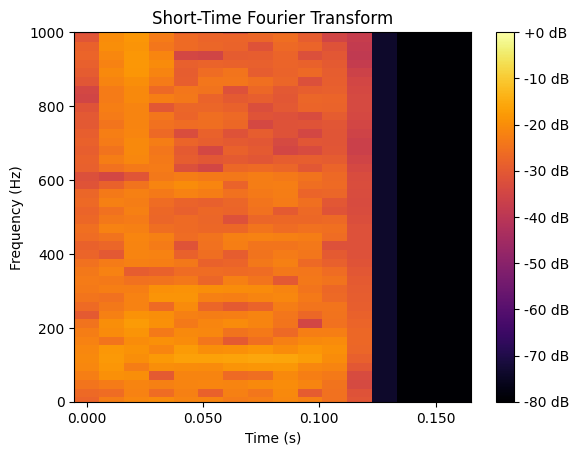 Short-Time Fourier Transform
1000
800
600
400
200
0
Frequency (Hz)
0.000
0.050
0.100
0.150
Time (s)
+0 dB
-10 dB
-20 dB
-30 dB
-40 dB
-50 dB
-60 dB
-70 dB
-80 dB